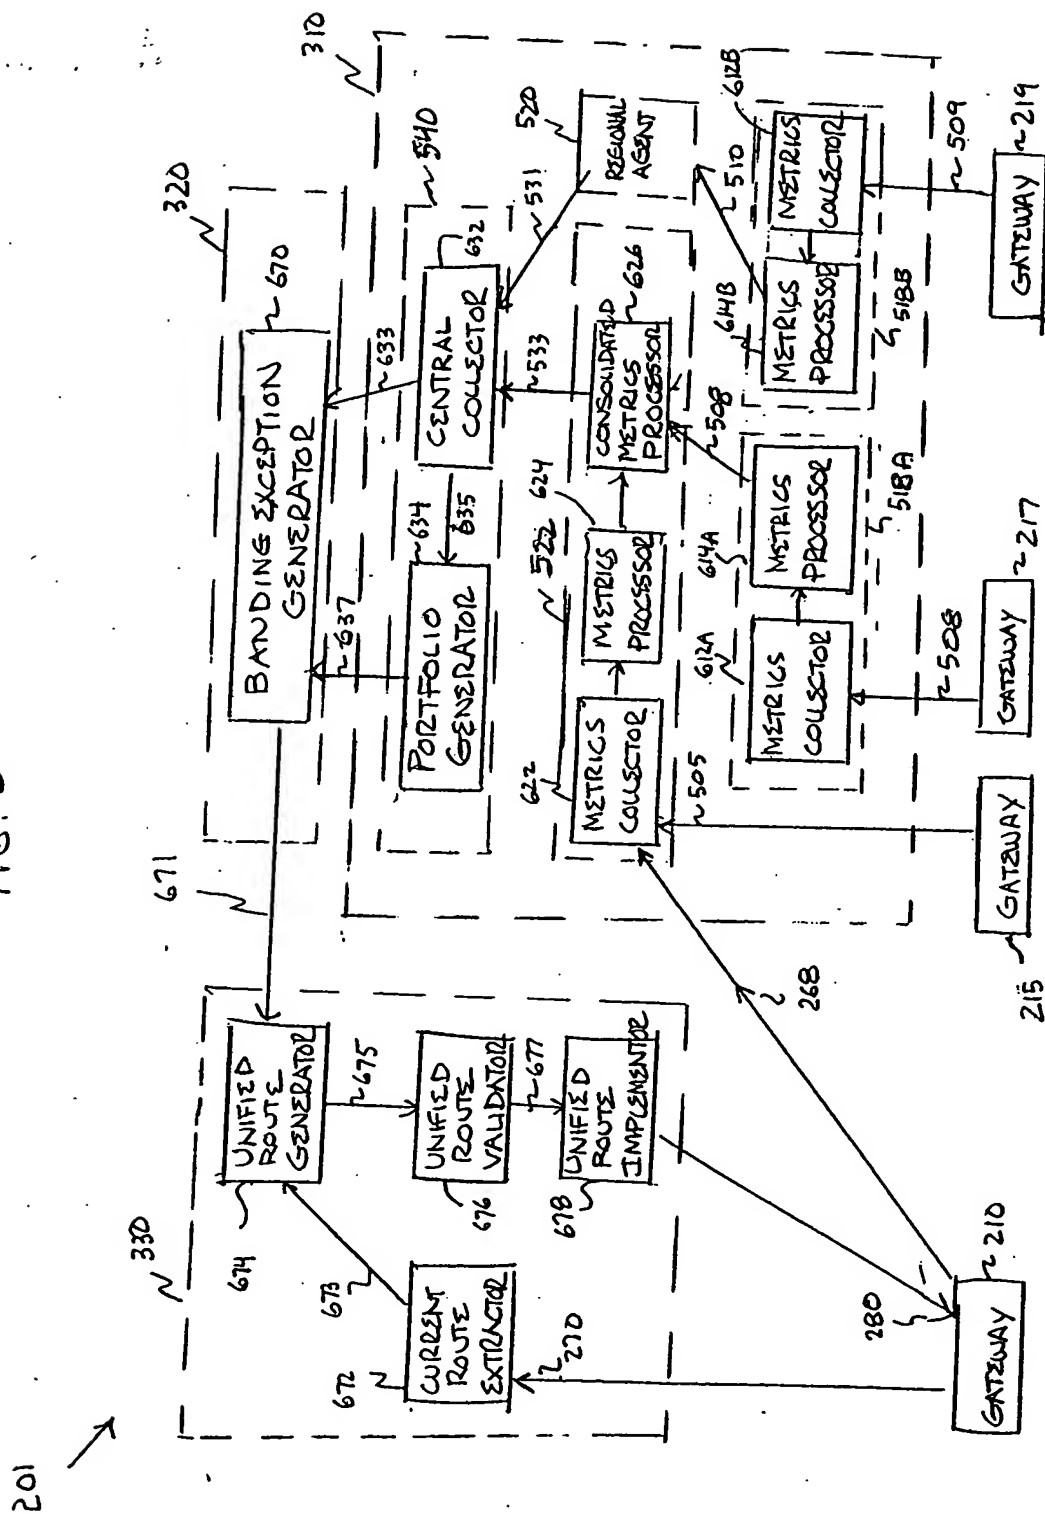 201
330
671
320
310
UNIFIED
ROUTE
GENERATOR
674
675
UNIFIED
ROUTE
VALIDATOR
676
677
UNIFIED
ROUTE
IMPLEMENTOR
678
673
672
CURRENT
ROUTE
EXTRACTOR
270
280
268
GATEWAY
210
BANDING EXCEPTION
GENERATOR
670
637
633
540
PORTFOLIO
GENERATOR
634
635
CENTRAL
COLLECTOR
632
531
520
REGIONAL
AGENT
533
522
622
METRICS
COLLECTOR
624
METRICS
PROCESSOR
CONSOLIDATED
METRICS
PROCESSOR
626
505
508
510
612A
METRICS
COLLECTOR
614A
METRICS
PROCESSOR
518A
614B
METRICS
PROCESSOR
612B
METRICS
COLLECTOR
518B
508
509
215
GATEWAY
GATEWAY
217
GATEWAY
219